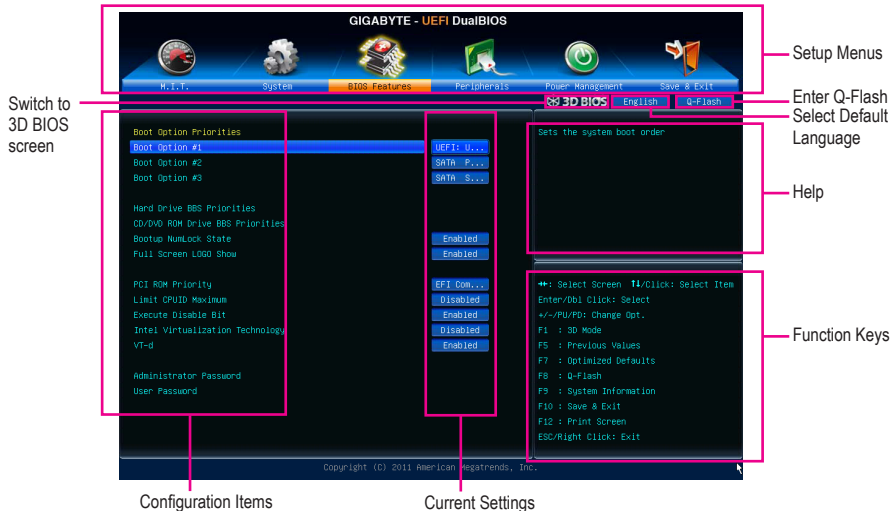 GIGABYTE - UEFI DualBIOS
M.I.T. System BIOS Features Peripherals Power Management Save & Exit
Setup Menus
Switch to
3D BIOS
screen
3D BIOS English Q-Flash
Enter Q-Flash
Select Default
Language
Boot Option Priorities
Boot Option #1 UEFI: U...
Boot Option #2 SATA P...
Boot Option #3 SATA S...
Hard Drive BBS Priorities
CD/DVD ROM Drive BBS Priorities
Bootup NumLock State Enabled
Full Screen LOGO Show Enabled
PCI ROM Priority EFI Com...
Limit CPUID Maximum Disabled
Execute Disable Bit Enabled
Intel Virtualization Technology Disabled
VT-d Enabled
Administrator Password
User Password
Sets the system boot order
Help
→←: Select Screen ↑↓/Click: Select Item
Enter/Dbl Click: Select
+/-/PU/PD: Change Opt.
F1 : 3D Mode
F5 : Previous Values
F7 : Optimized Defaults
F8 : Q-Flash
F9 : System Information
F10 : Save & Exit
F12 : Print Screen
ESC/Right Click: Exit
Function Keys
Copyright (C) 2011 American Megatrends, Inc.
Configuration Items
Current Settings